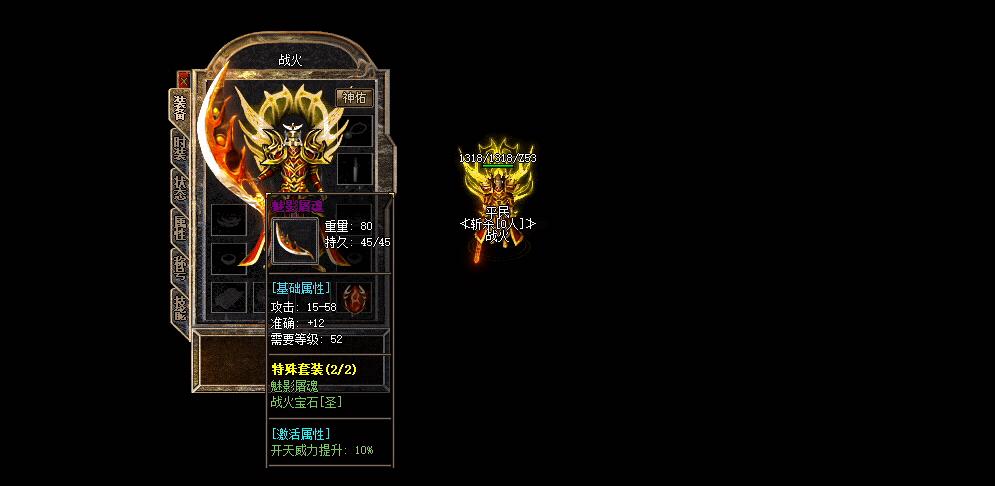 战火
神佑
装备
时装
状态
属性
称号
技能
魅影屠魂
重量: 80
持久: 45/45
[基础属性]
攻击: 15-58
准确: +12
需要等级: 52
特殊套装(2/2)
魅影屠魂
战火宝石[圣]
[激活属性]
开天威力提升: 10%
1318/1318/Z53
平民
≮斩杀[0人]≯
战火